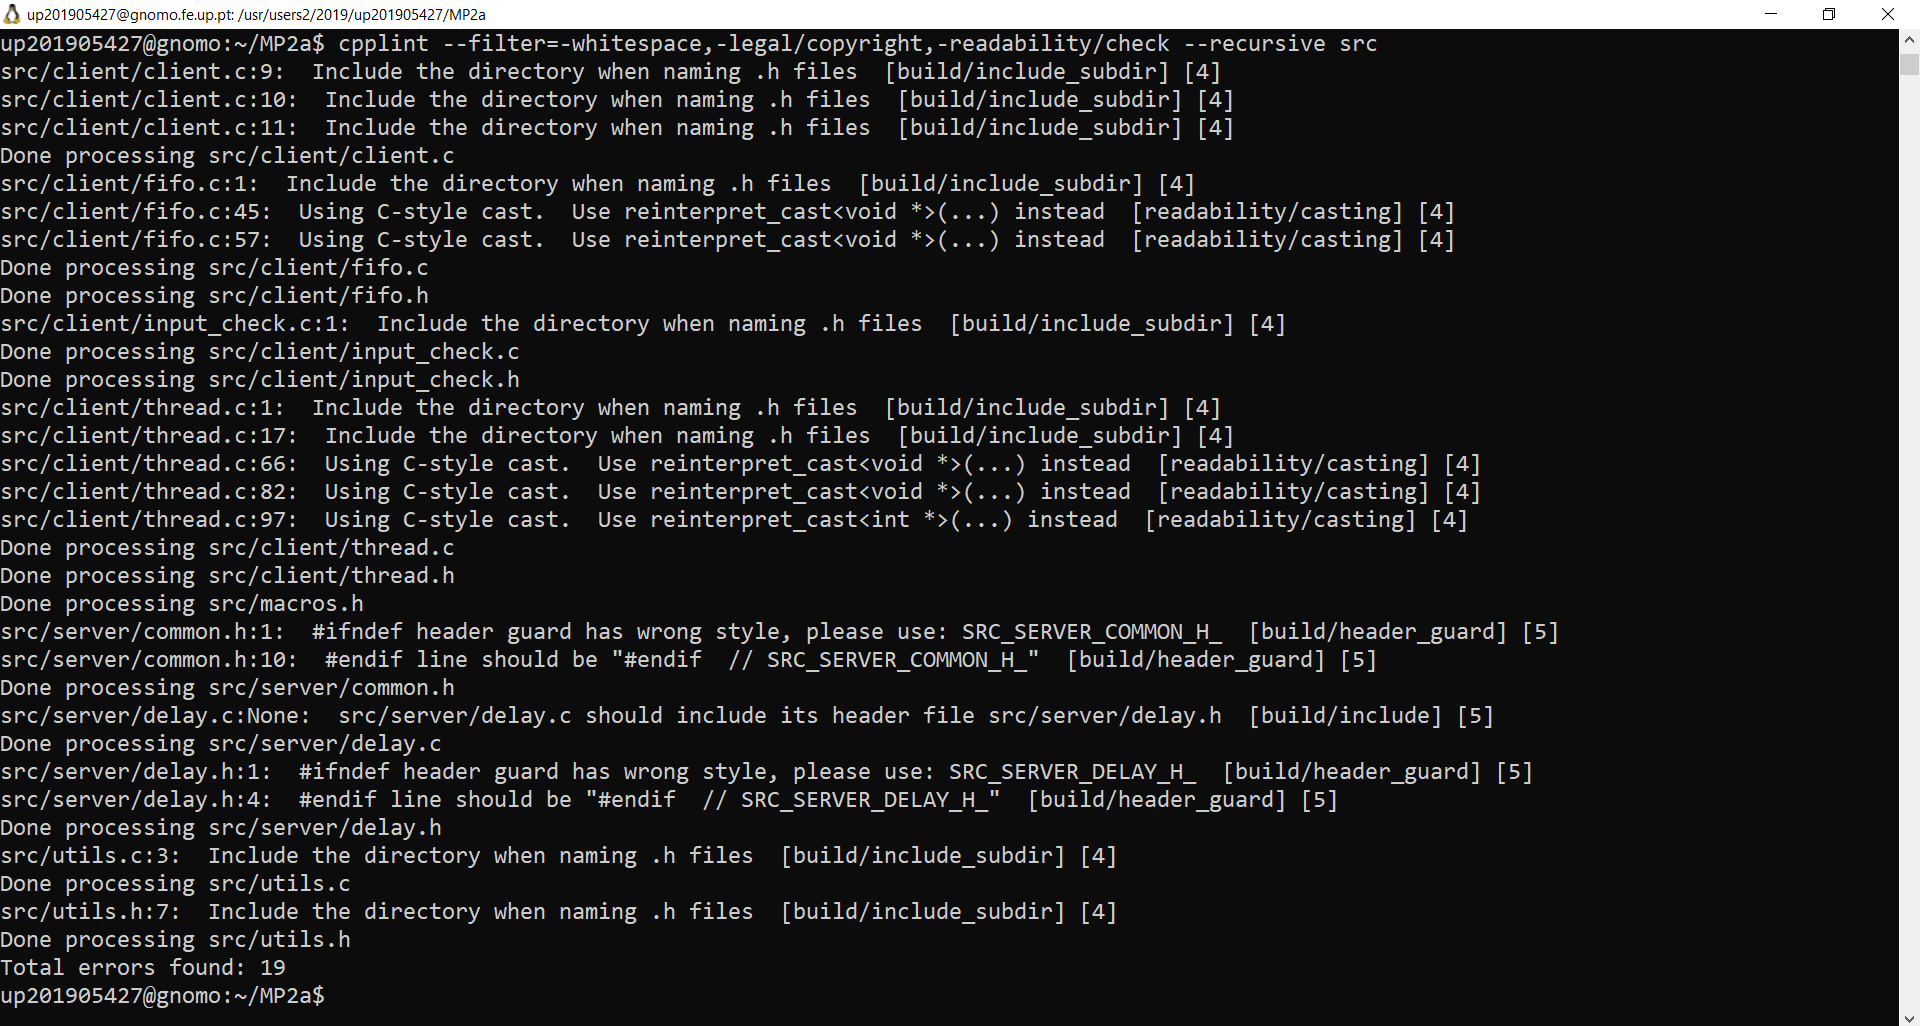 up201905427@gnomo.fe.up.pt: /usr/users2/2019/up201905427/MP2a
up201905427@gnomo:~/MP2a$ cpplint --filter=-whitespace,-legal/copyright,-readability/check --recursive src
src/client/client.c:9:  Include the directory when naming .h files  [build/include_subdir] [4]
src/client/client.c:10:  Include the directory when naming .h files  [build/include_subdir] [4]
src/client/client.c:11:  Include the directory when naming .h files  [build/include_subdir] [4]
Done processing src/client/client.c
src/client/fifo.c:1:  Include the directory when naming .h files  [build/include_subdir] [4]
src/client/fifo.c:45:  Using C-style cast.  Use reinterpret_cast<void *>(...) instead  [readability/casting] [4]
src/client/fifo.c:57:  Using C-style cast.  Use reinterpret_cast<void *>(...) instead  [readability/casting] [4]
Done processing src/client/fifo.c
Done processing src/client/fifo.h
src/client/input_check.c:1:  Include the directory when naming .h files  [build/include_subdir] [4]
Done processing src/client/input_check.c
Done processing src/client/input_check.h
src/client/thread.c:1:  Include the directory when naming .h files  [build/include_subdir] [4]
src/client/thread.c:17:  Include the directory when naming .h files  [build/include_subdir] [4]
src/client/thread.c:66:  Using C-style cast.  Use reinterpret_cast<void *>(...) instead  [readability/casting] [4]
src/client/thread.c:82:  Using C-style cast.  Use reinterpret_cast<void *>(...) instead  [readability/casting] [4]
src/client/thread.c:97:  Using C-style cast.  Use reinterpret_cast<int *>(...) instead  [readability/casting] [4]
Done processing src/client/thread.c
Done processing src/client/thread.h
Done processing src/macros.h
src/server/common.h:1:  #ifndef header guard has wrong style, please use: SRC_SERVER_COMMON_H_  [build/header_guard] [5]
src/server/common.h:10:  #endif line should be "#endif  // SRC_SERVER_COMMON_H_"  [build/header_guard] [5]
Done processing src/server/common.h
src/server/delay.c:None:  src/server/delay.c should include its header file src/server/delay.h  [build/include] [5]
Done processing src/server/delay.c
src/server/delay.h:1:  #ifndef header guard has wrong style, please use: SRC_SERVER_DELAY_H_  [build/header_guard] [5]
src/server/delay.h:4:  #endif line should be "#endif  // SRC_SERVER_DELAY_H_"  [build/header_guard] [5]
Done processing src/server/delay.h
src/utils.c:3:  Include the directory when naming .h files  [build/include_subdir] [4]
Done processing src/utils.c
src/utils.h:7:  Include the directory when naming .h files  [build/include_subdir] [4]
Done processing src/utils.h
Total errors found: 19
up201905427@gnomo:~/MP2a$